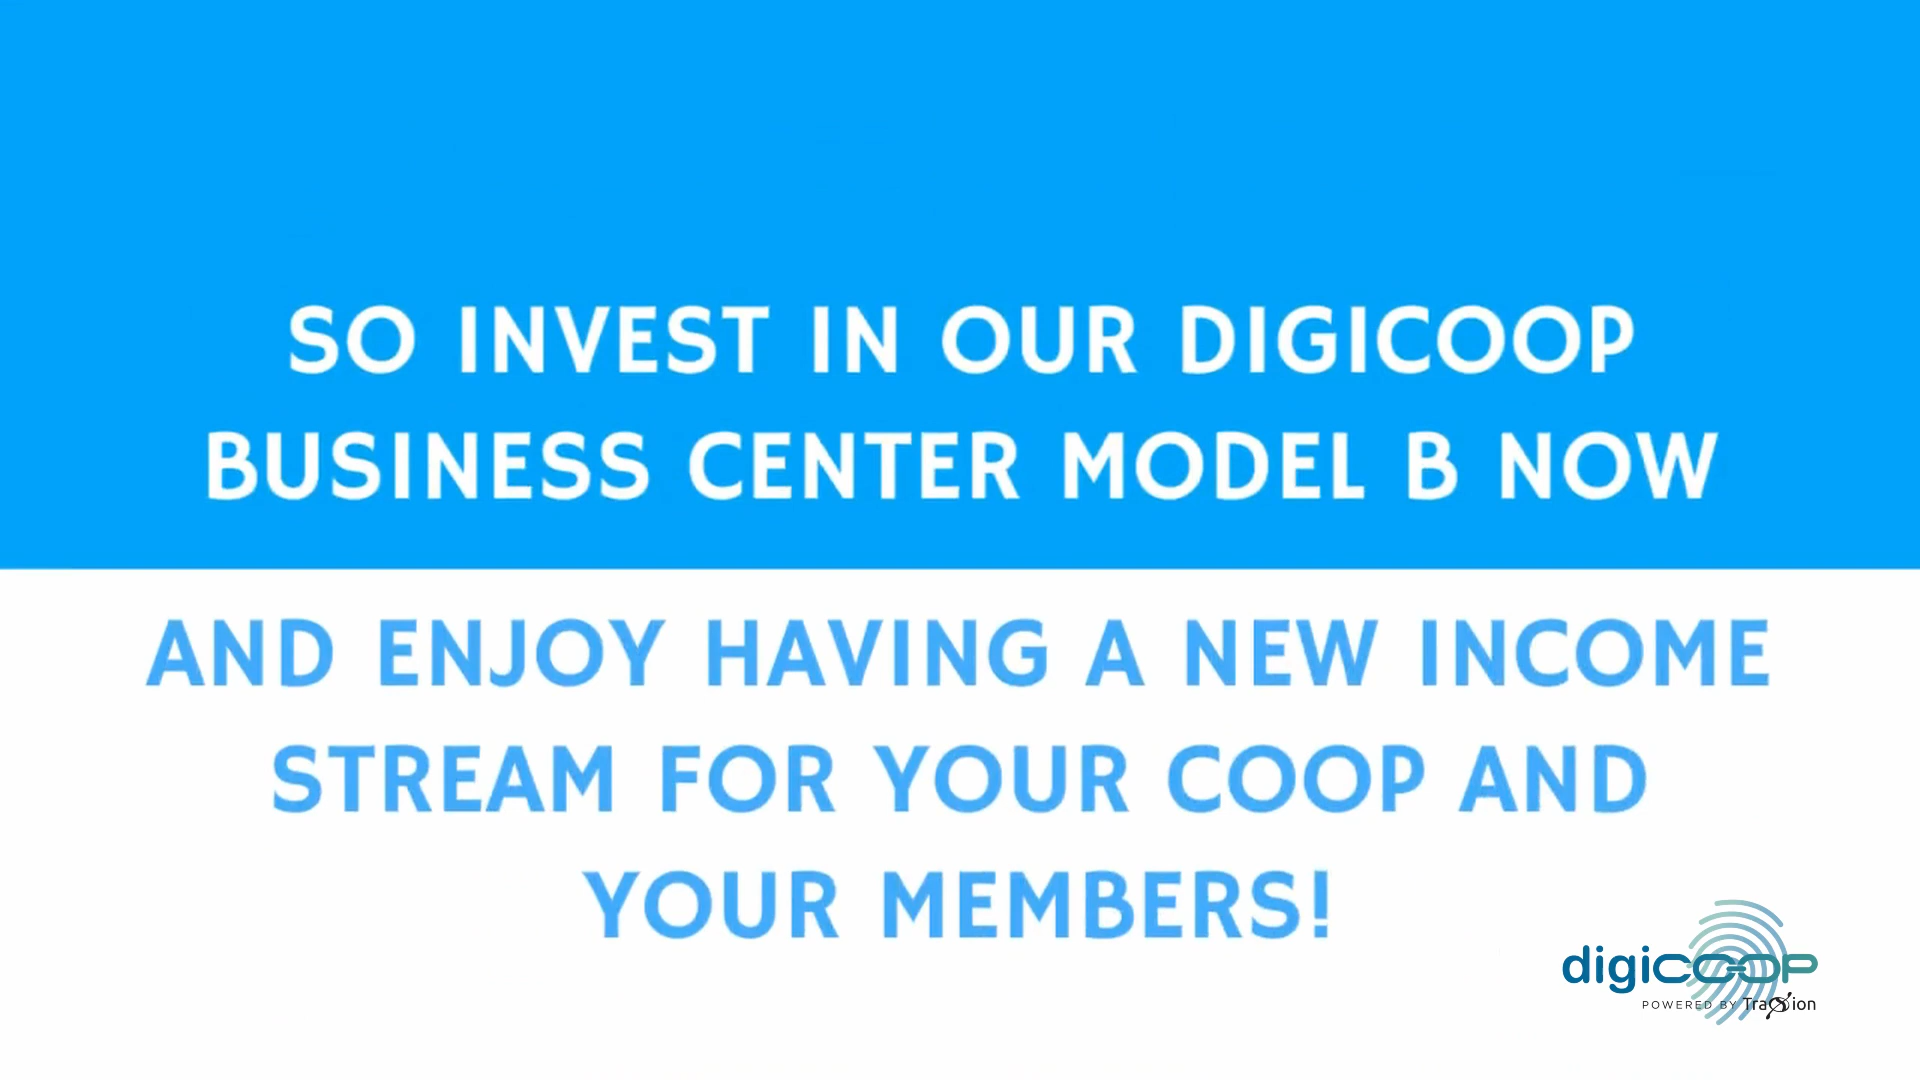 SO INVEST IN OUR DIGICOOP
BUSINESS CENTER MODEL B NOW
AND ENJOY HAVING A NEW INCOME
STREAM FOR YOUR COOP AND
YOUR MEMBERS!
digicoop
POWERED BY Traxion